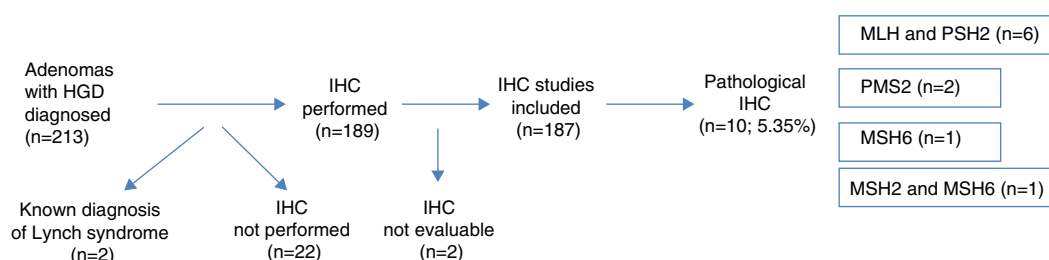 Adenomas
with HGD
diagnosed
(n=213)
IHC
performed
(n=189)
IHC studies
included
(n=187)
Pathological
IHC
(n=10; 5.35%)
MLH and PSH2 (n=6)
PMS2 (n=2)
MSH6 (n=1)
MSH2 and MSH6 (n=1)
Known diagnosis
of Lynch syndrome
(n=2)
IHC
not performed
(n=22)
IHC
not evaluable
(n=2)